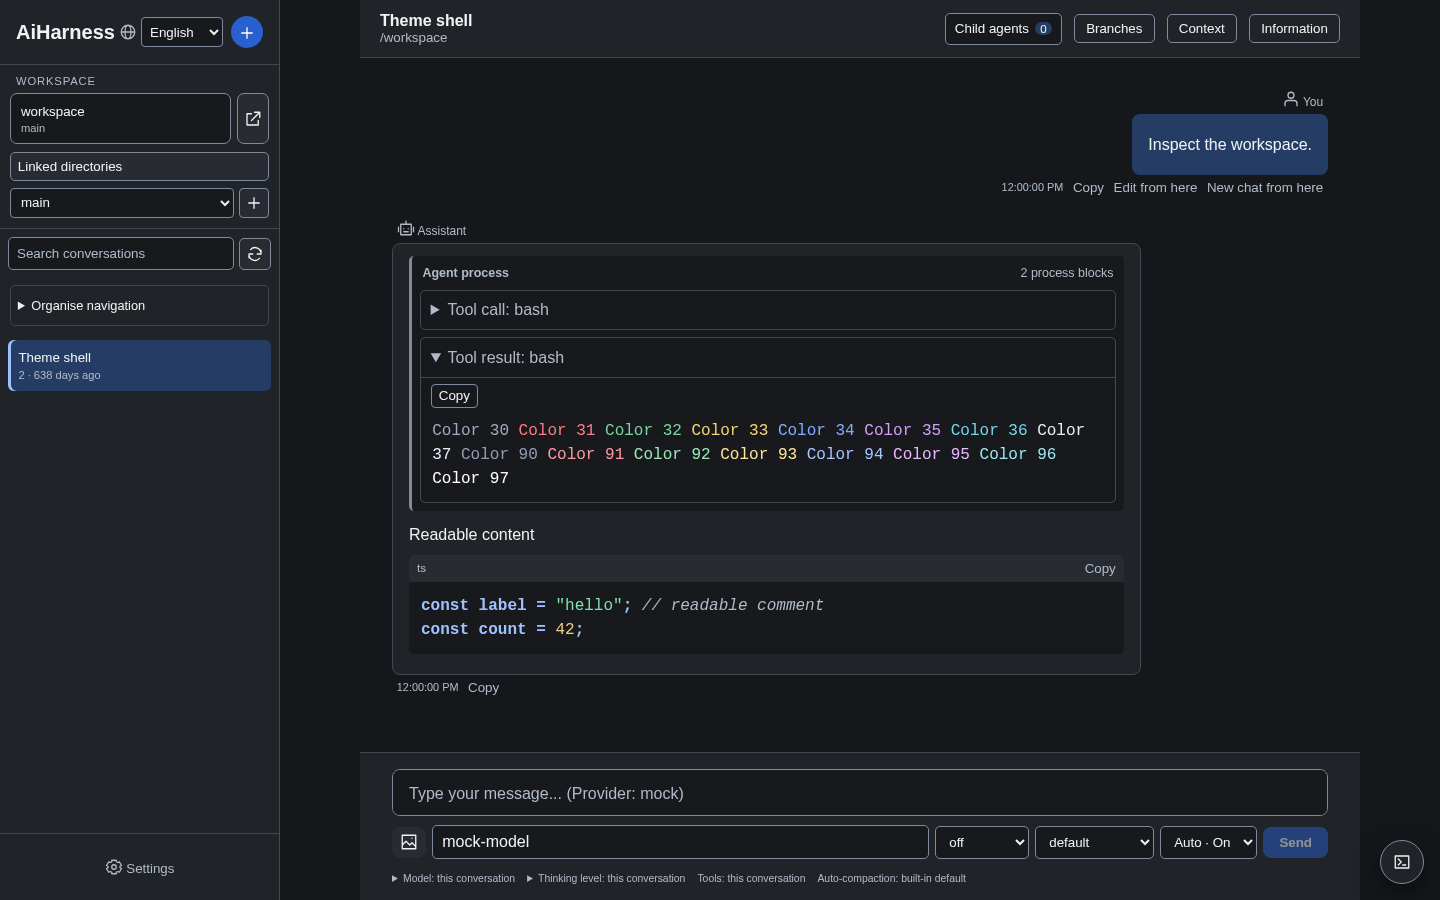 AiHarness
English
WORKSPACE
workspace
main
Linked directories
main
Search conversations
Organise navigation
Theme shell
2 · 638 days ago
Settings
Theme shell
/workspace
Child agents 0
Branches
Context
Information
You
Inspect the workspace.
12:00:00 PM Copy Edit from here New chat from here
Assistant
Agent process
2 process blocks
Tool call: bash
Tool result: bash
Copy
Color 30 Color 31 Color 32 Color 33 Color 34 Color 35 Color 36 Color
37 Color 90 Color 91 Color 92 Color 93 Color 94 Color 95 Color 96
Color 97
Readable content
ts
Copy
const label = "hello"; // readable comment
const count = 42;
12:00:00 PM Copy
Type your message... (Provider: mock)
mock-model
off
default
Auto · On
Send
Model: this conversation
Thinking level: this conversation
Tools: this conversation
Auto-compaction: built-in default